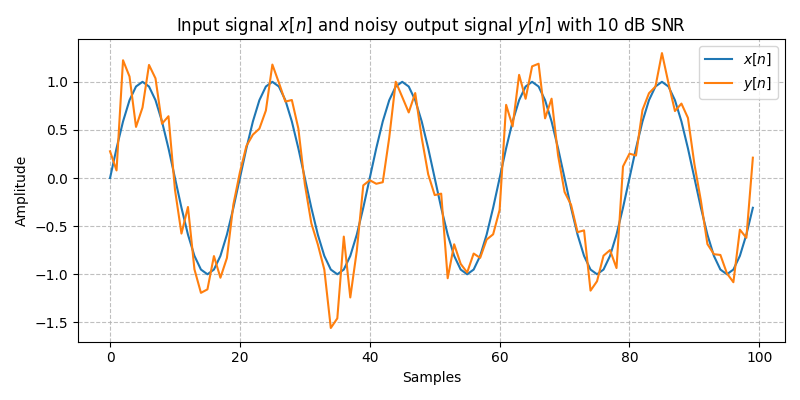 Input signal x[n] and noisy output signal y[n] with 10 dB SNR
x[n]
y[n]
Amplitude
1.0
0.5
0.0
−0.5
−1.0
−1.5
0 20 40 60 80 100
Samples